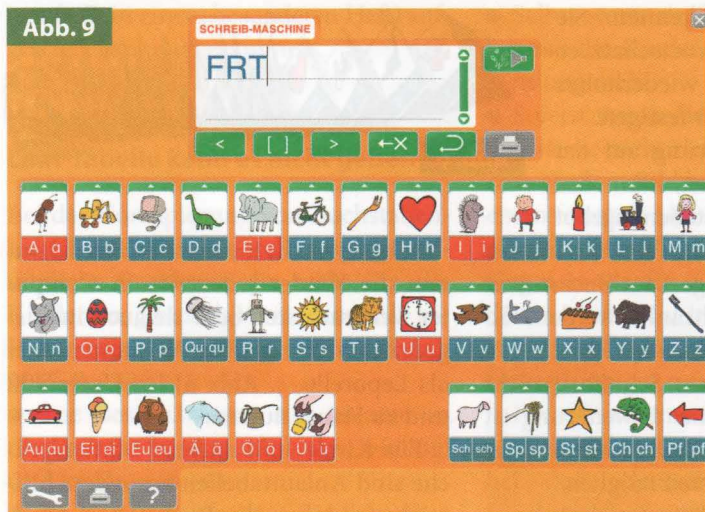 Abb. 9
SCHREIB-MASCHINE
FRT
< [ ] >
A a B b C c D d E e F f G g H h I i J j K k L l M m
N n O o P p Qu qu R r S s T t U u V v W w X x Y y Z z
Au au Ei ei Eu eu Ä ä Ö ö Ü ü Sch sch Sp sp St st Ch ch Pf pf
?